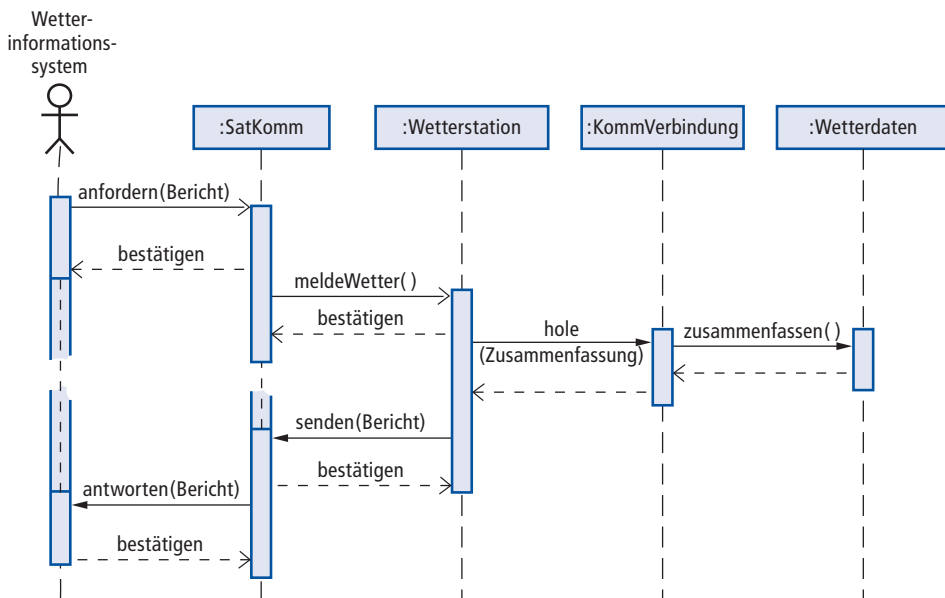 Wetter-
informations-
system
:SatKomm
:Wetterstation
:KommVerbindung
:Wetterdaten
anfordern(Bericht)
bestätigen
meldeWetter( )
bestätigen
hole
(Zusammenfassung)
zusammenfassen( )
senden(Bericht)
bestätigen
antworten(Bericht)
bestätigen